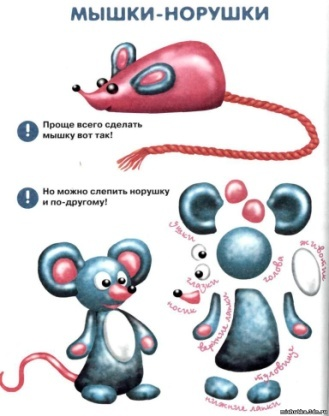 МЫШКИ-НОРУШКИ
! Проще всего сделать
мышку вот так!
! Но можно слепить норушку
и по-другому!
ушки
глазки
голова
животик
носик
верхние лапки
туловище
нижние лапки